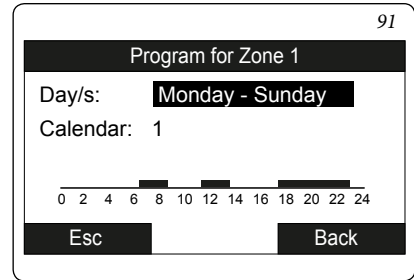 91
Program for Zone 1
Day/s: Monday - Sunday
Calendar: 1
0 2 4 6 8 10 12 14 16 18 20 22 24
Esc Back